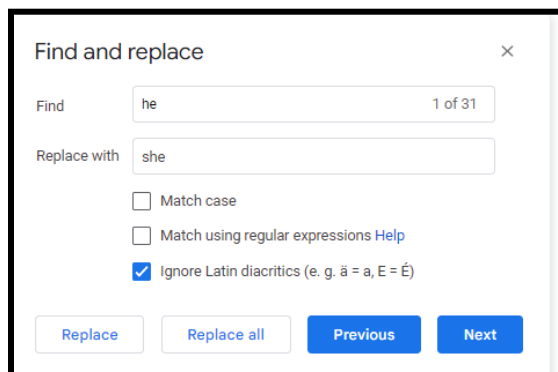 Find and replace
Find he 1 of 31
Replace with she
Match case
Match using regular expressions Help
Ignore Latin diacritics (e. g. ä = a, E = É)
Replace Replace all Previous Next